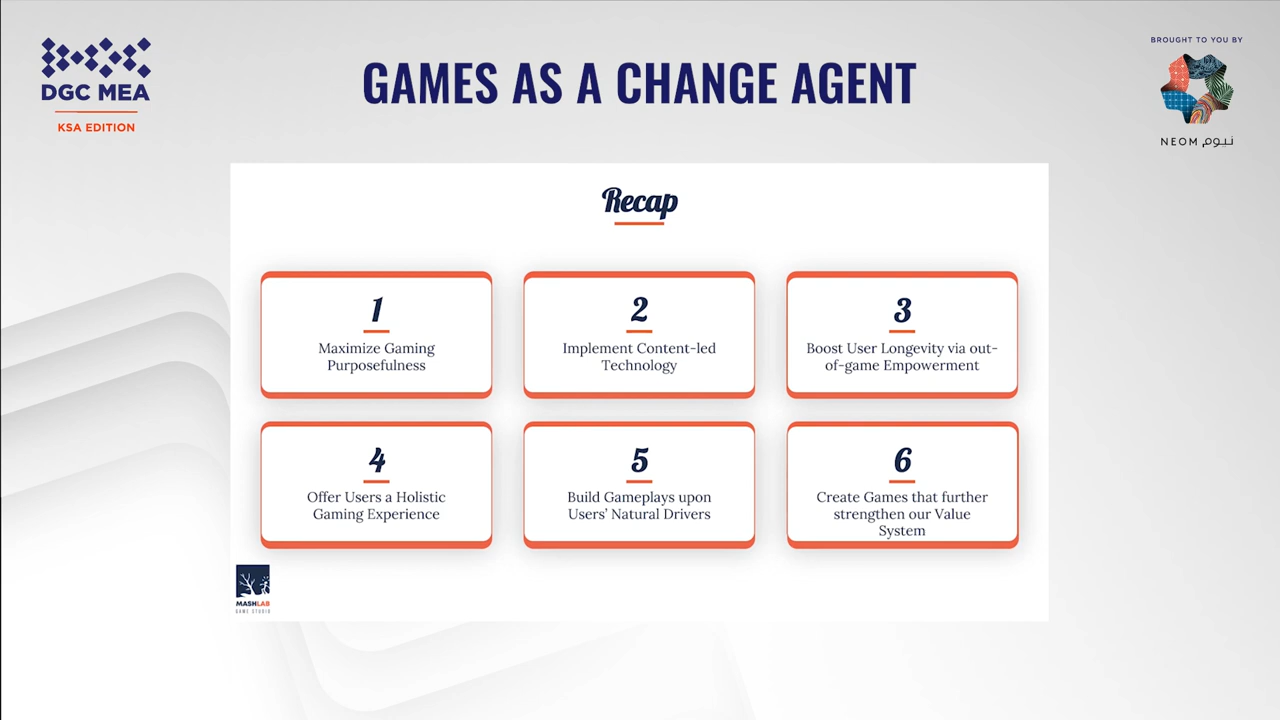 DGC MEA
KSA EDITION
GAMES AS A CHANGE AGENT
BROUGHT TO YOU BY
NEOM نيوم
Recap
1
Maximize Gaming
Purposefulness
2
Implement Content-led
Technology
3
Boost User Longevity via out-
of-game Empowerment
4
Offer Users a Holistic
Gaming Experience
5
Build Gameplays upon
Users’ Natural Drivers
6
Create Games that further
strengthen our Value
System
MASHLAB
GAME STUDIO